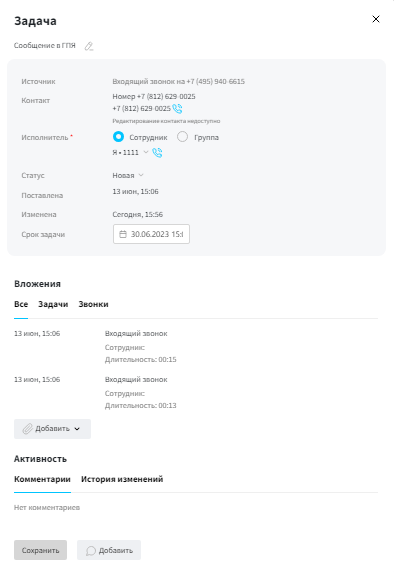 Задача
Сообщение в ГПЯ
Источник
Входящий звонок на +7 (495) 940-6615
Контакт
Номер +7 (812) 629-0025
+7 (812) 629-0025
Редактирование контакта недоступно
Исполнитель *
Сотрудник Группа
Я • 1111
Статус
Новая
Поставлена
13 июн, 15:06
Изменена
Сегодня, 15:56
Срок задачи
30.06.2023 15:
Вложения
Все Задачи Звонки
13 июн, 15:06 Входящий звонок
Сотрудник:
Длительность: 00:15
13 июн, 15:06 Входящий звонок
Сотрудник:
Длительность: 00:13
Добавить
Активность
Комментарии История изменений
Нет комментариев
Сохранить Добавить